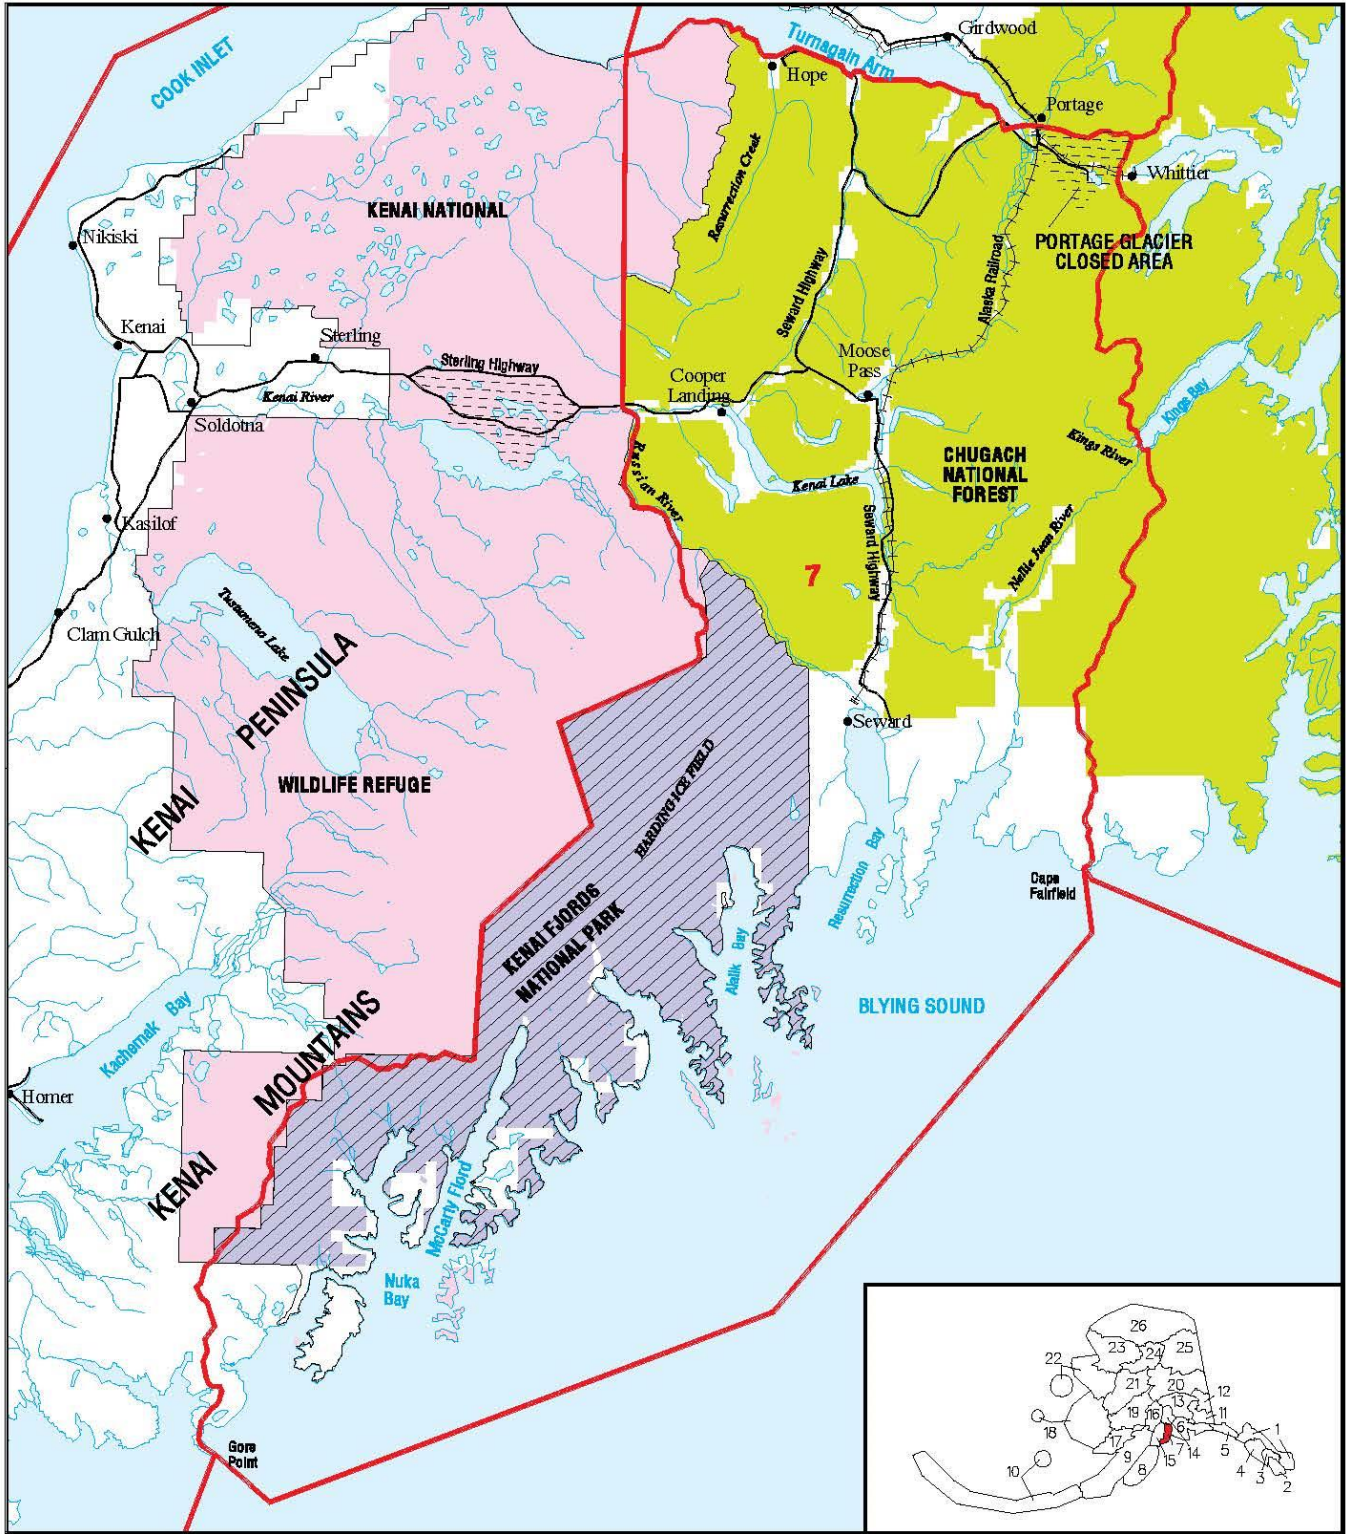 Girdwood
Turnagain Arm
COOK INLET
Hope
Portage
Resurrection Creek
Whittier
KENAI NATIONAL
Nikiski
PORTAGE GLACIER
CLOSED AREA
Seward Highway
Alaska Railroad
Kenai
Sterling
Sterling Highway
Moose
Pass
Cooper
Landing
Kenai River
Soldotna
Kings Bay
Kings River
Russian River
CHUGACH
NATIONAL
FOREST
Kenai Lake
Kasilof
Seward Highway
Nellie Juan River
7
Tustumena Lake
Clam Gulch
PENINSULA
Seward
WILDLIFE REFUGE
HARDING ICE FIELD
KENAI
Resurrection Bay
Cape
Fairfield
KENAI FJORDS
NATIONAL PARK
Aialik Bay
BLYING SOUND
Kachemak Bay
MOUNTAINS
Homer
KENAI
McCarty Fiord
Nuka
Bay
Gore
Point
26
23
24
25
22
21
20
12
13
19
16
11
6
18
17
7
14
5
1
9
15
4
3
10
8
2